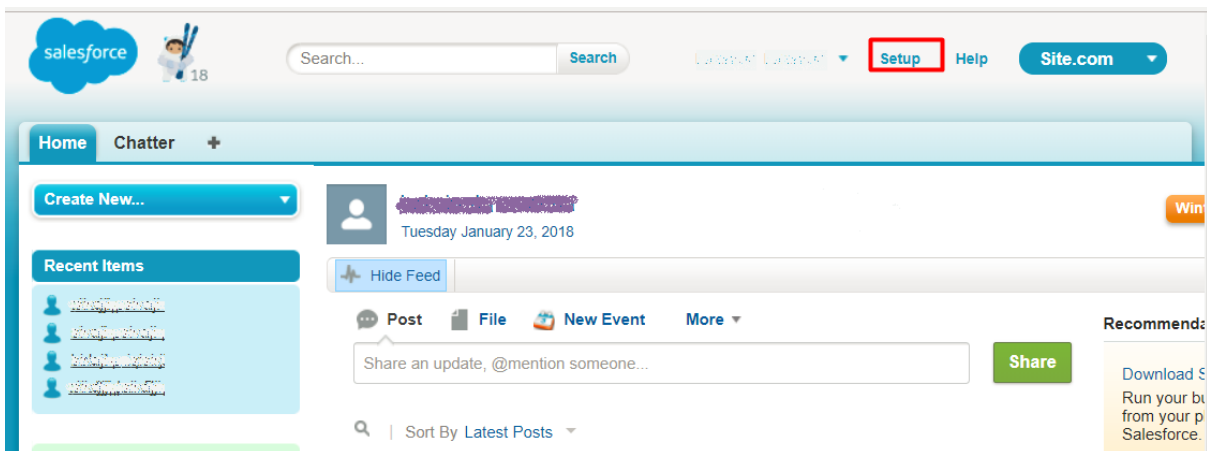 salesforce
18
Search...
Search
Setup
Help
Site.com
Home
Chatter
Create New...
Tuesday January 23, 2018
Recent Items
Hide Feed
Post
File
New Event
More
Share an update, @mention someone...
Share
Sort By Latest Posts
Recommenda
Download S
Run your bu
from your p
Salesforce.